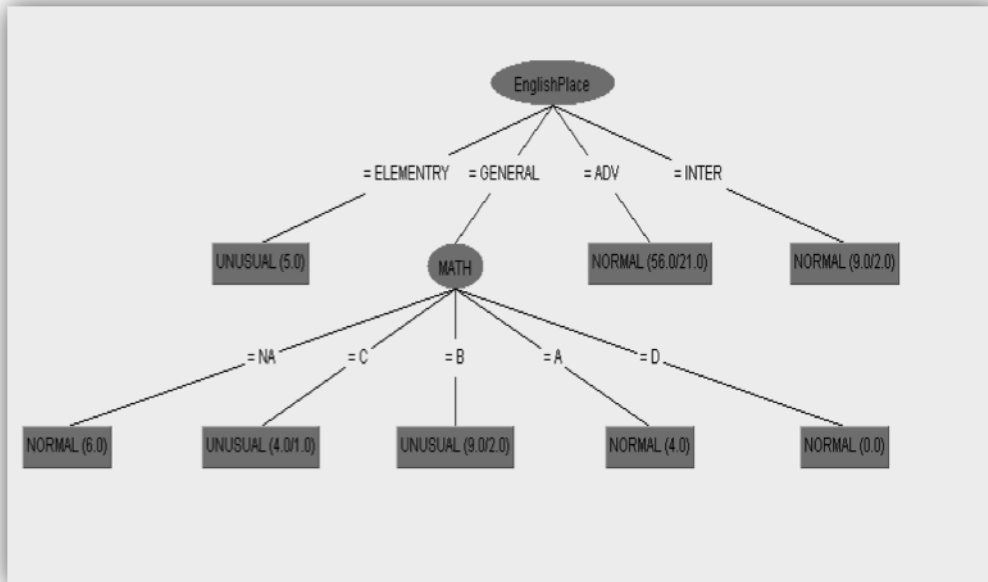 EnglishPlace
= ELEMENTRY = GENERAL = ADV = INTER
UNUSUAL (5.0) MATH NORMAL (56.0/21.0) NORMAL (9.0/2.0)
= NA = C = B = A = D
NORMAL (6.0) UNUSUAL (4.0/1.0) UNUSUAL (9.0/2.0) NORMAL (4.0) NORMAL (0.0)